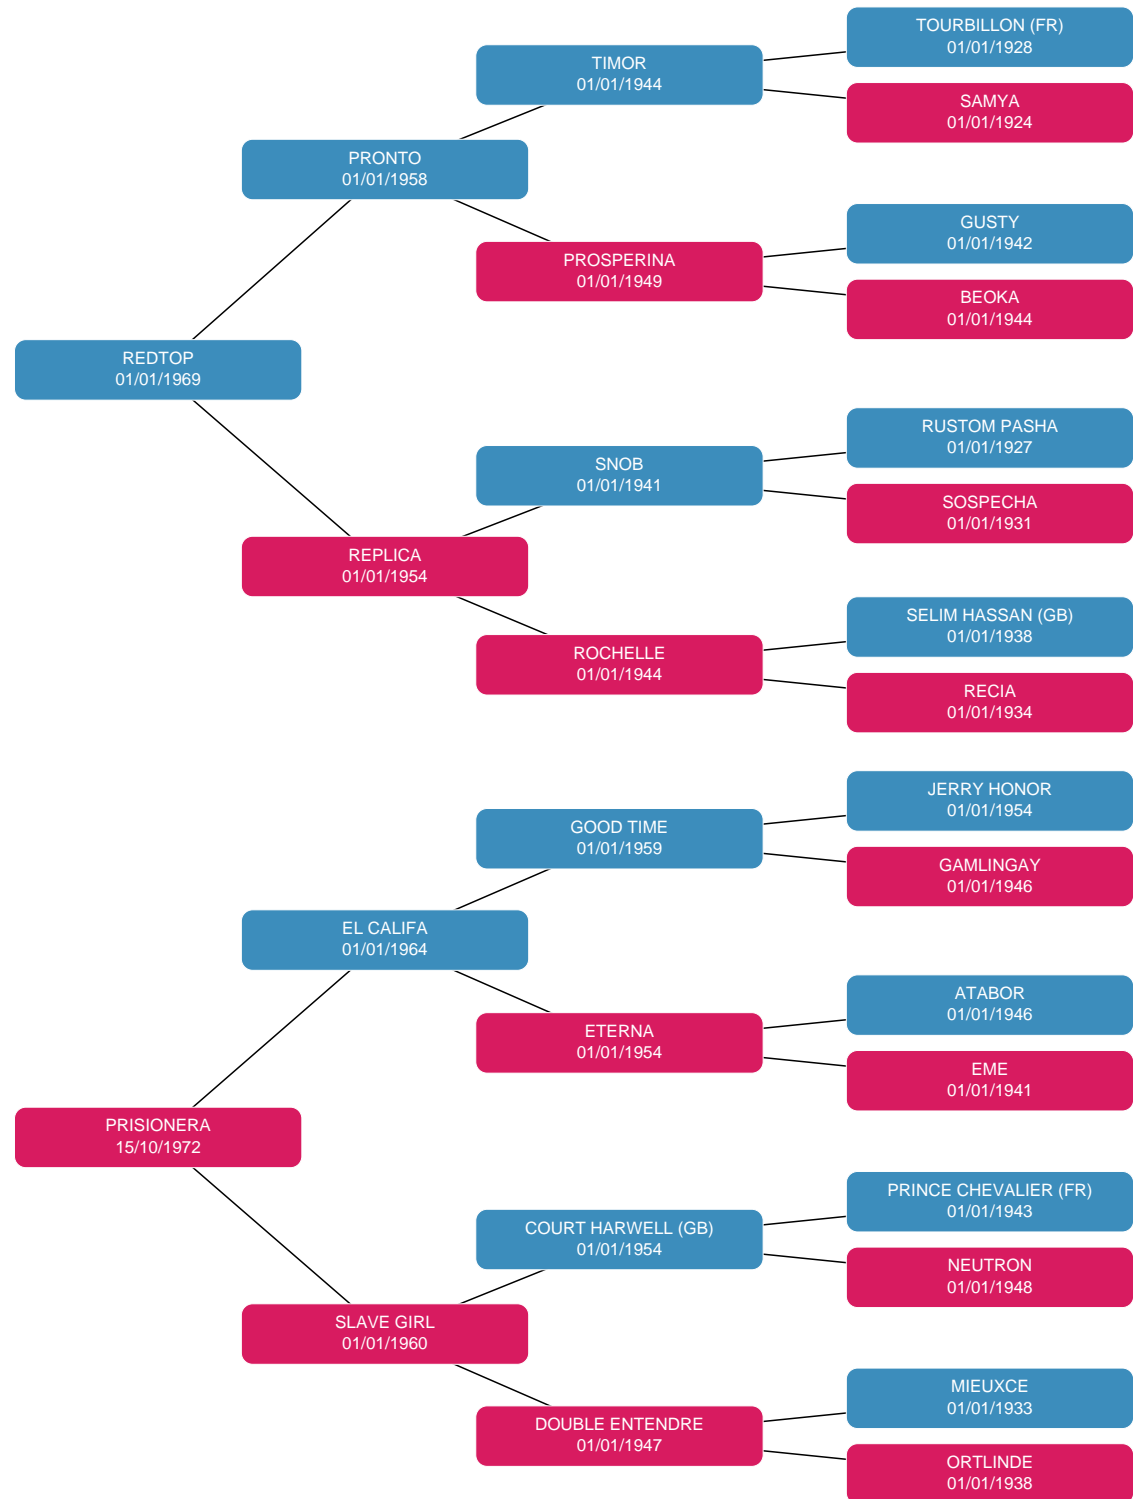 TOURBILLON (FR)
01/01/1928
TIMOR
01/01/1944
SAMYA
01/01/1924
PRONTO
01/01/1958
GUSTY
01/01/1942
PROSPERINA
01/01/1949
BEOKA
01/01/1944
REDTOP
01/01/1969
RUSTOM PASHA
01/01/1927
SNOB
01/01/1941
SOSPECHA
01/01/1931
REPLICA
01/01/1954
SELIM HASSAN (GB)
01/01/1938
ROCHELLE
01/01/1944
RECIA
01/01/1934
JERRY HONOR
01/01/1954
GOOD TIME
01/01/1959
GAMLINGAY
01/01/1946
EL CALIFA
01/01/1964
ATABOR
01/01/1946
ETERNA
01/01/1954
EME
01/01/1941
PRISIONERA
15/10/1972
PRINCE CHEVALIER (FR)
01/01/1943
COURT HARWELL (GB)
01/01/1954
NEUTRON
01/01/1948
SLAVE GIRL
01/01/1960
MIEUXCE
01/01/1933
DOUBLE ENTENDRE
01/01/1947
ORTLINDE
01/01/1938